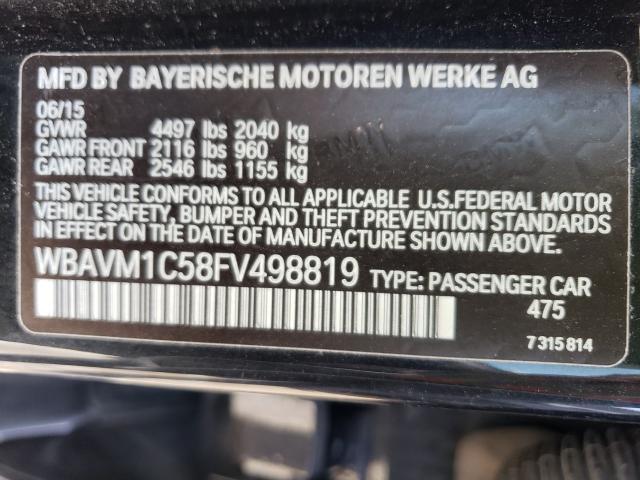 MFD BY BAYERISCHE MOTOREN WERKE AG
06/15
GVWR 4497 lbs 2040 kg
GAWR FRONT 2116 lbs 960 kg
GAWR REAR 2546 lbs 1155 kg
THIS VEHICLE CONFORMS TO ALL APPLICABLE U.S.FEDERAL MOTOR
VEHICLE SAFETY, BUMPER AND THEFT PREVENTION STANDARDS
IN EFFECT ON THE DATE OF MANUFACTURE SHOWN ABOVE.
WBAVM1C58FV498819 TYPE: PASSENGER CAR
475
7 315 814